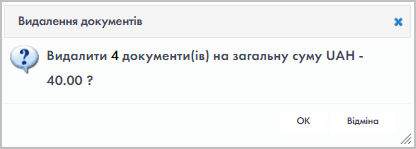 Видалення документів
Видалити 4 документи(ів) на загальну суму UAH -
40.00 ?
ОК
Відміна